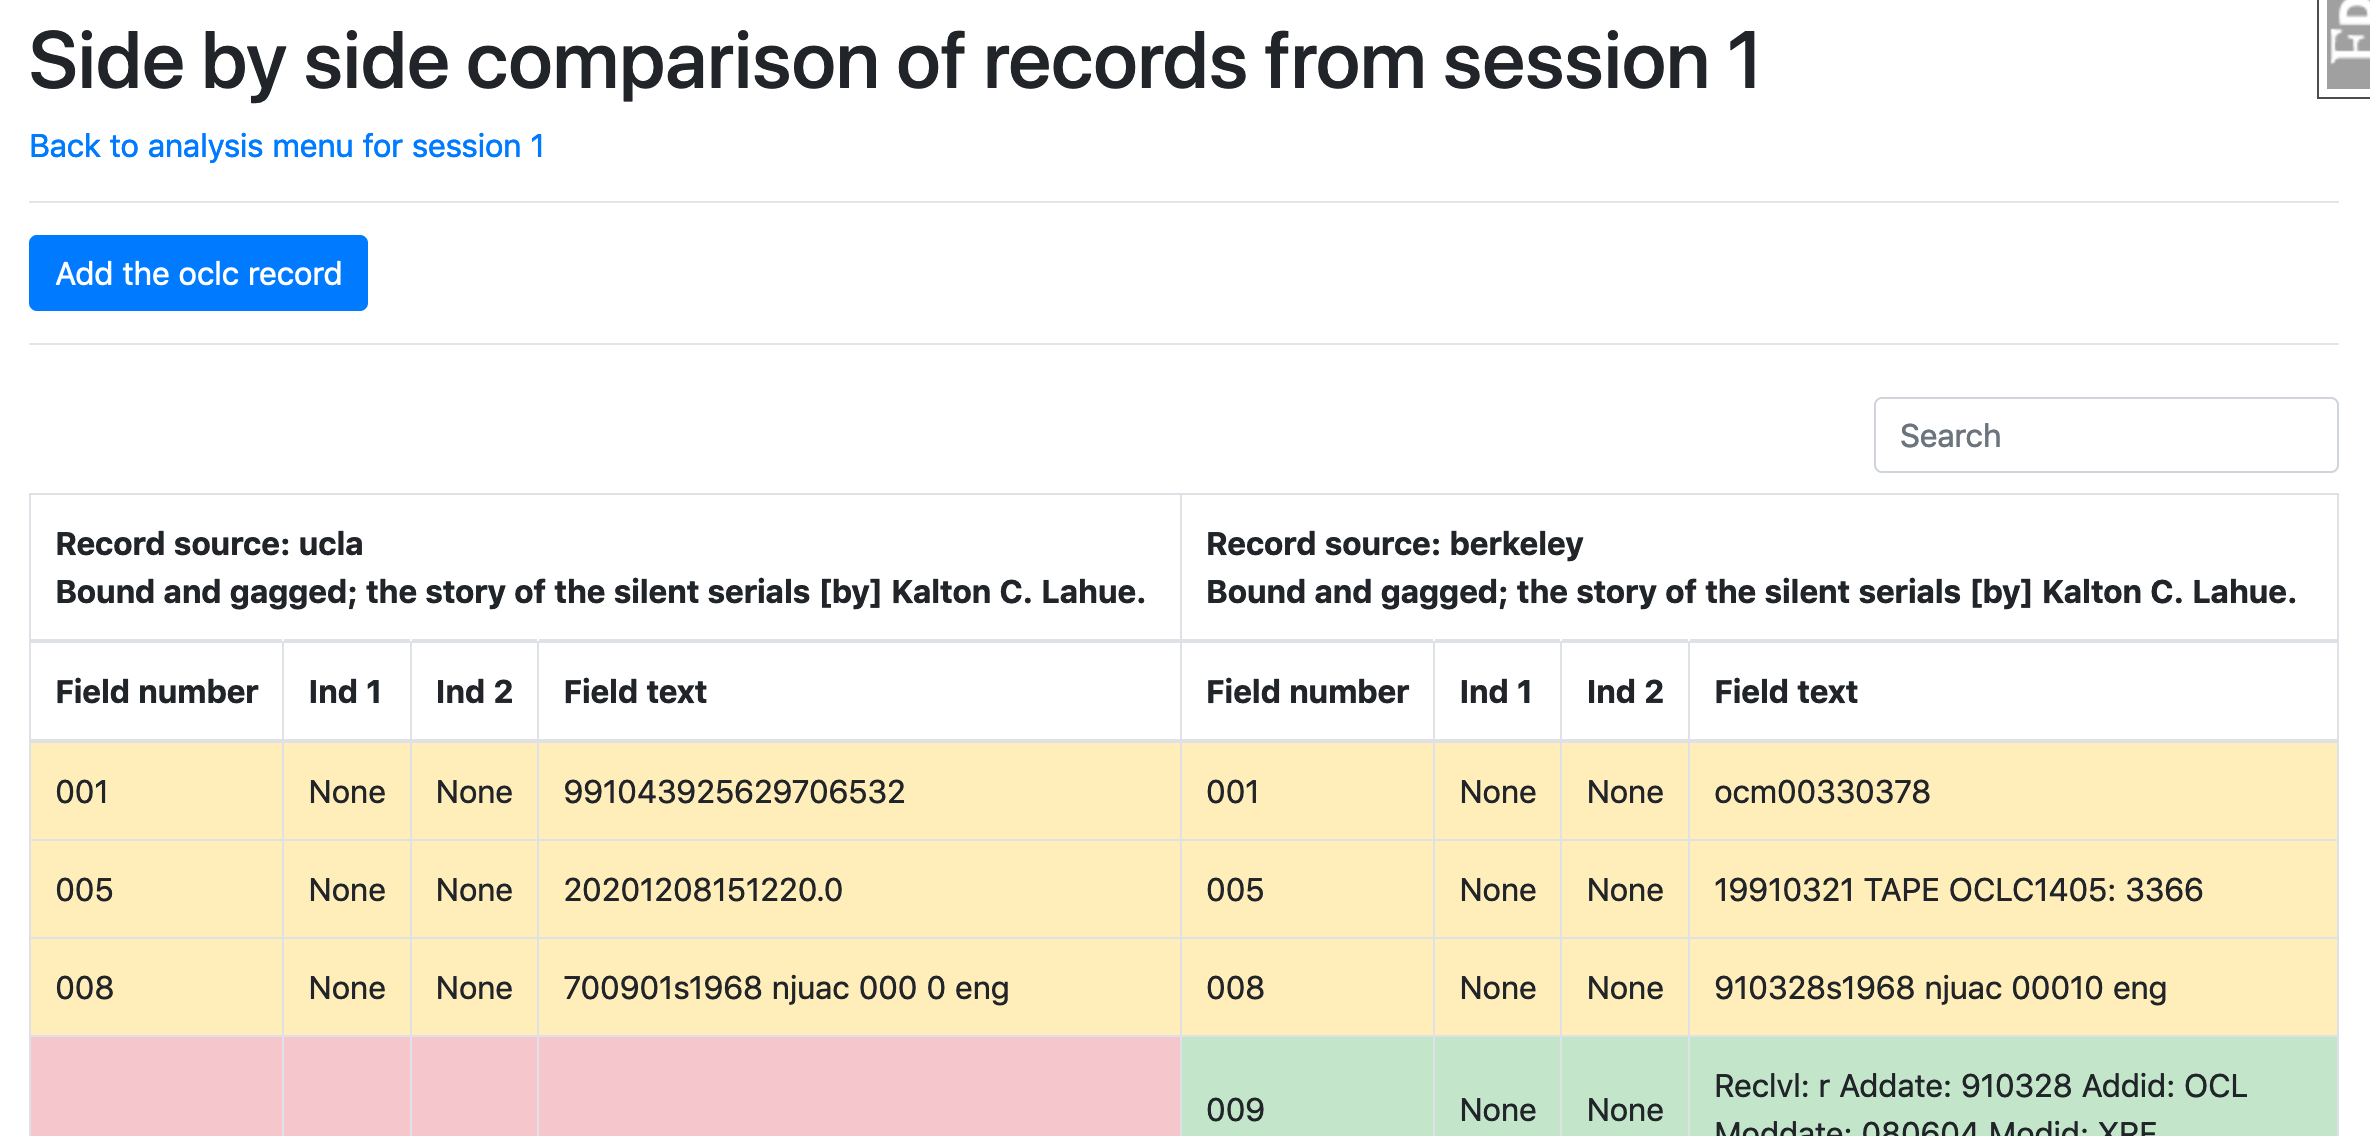 Side by side comparison of records from session 1
Back to analysis menu for session 1
Add the oclc record
Search
Record source: ucla
Bound and gagged; the story of the silent serials [by] Kalton C. Lahue.
Record source: berkeley
Bound and gagged; the story of the silent serials [by] Kalton C. Lahue.
Field number Ind 1 Ind 2 Field text Field number Ind 1 Ind 2 Field text
001 None None 991043925629706532 001 None None ocm00330378
005 None None 20201208151220.0 005 None None 19910321 TAPE OCLC1405: 3366
008 None None 700901s1968 njuac 000 0 eng 008 None None 910328s1968 njuac 00010 eng
009 None None Reclvl: r Addate: 910328 Addid: OCL
Moddate: 080604 Modid: XPE